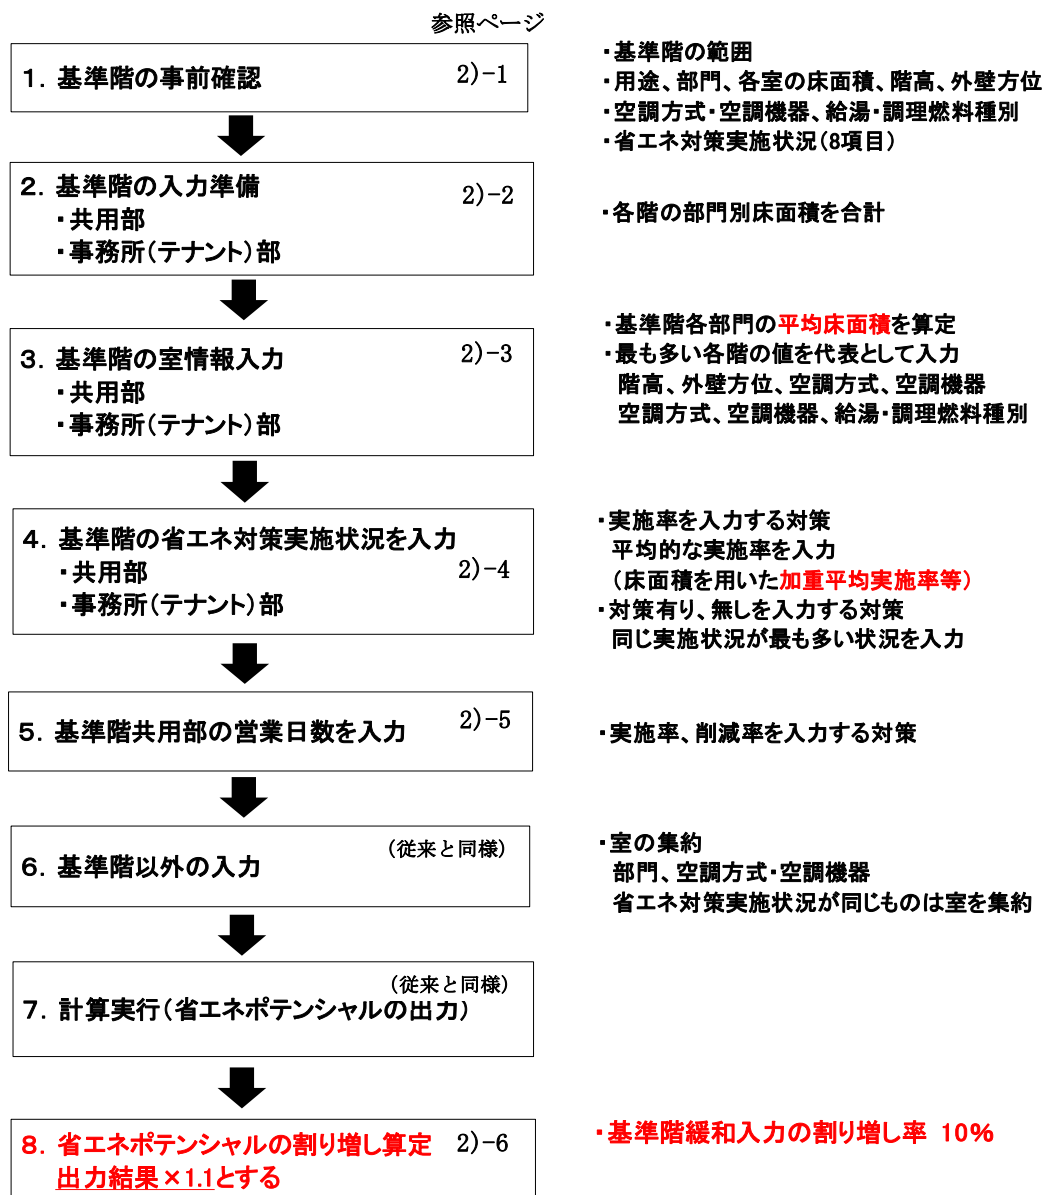 参照ページ
1．基準階の事前確認 2)-1
・基準階の範囲
・用途、部門、各室の床面積、階高、外壁方位
・空調方式・空調機器、給湯・調理燃料種別
・省エネ対策実施状況(8項目)
2．基準階の入力準備 2)-2
・共用部
・事務所(テナント)部
・各階の部門別床面積を合計
3．基準階の室情報入力 2)-3
・共用部
・事務所(テナント)部
・基準階各部門の平均床面積を算定
・最も多い各階の値を代表として入力
階高、外壁方位、空調方式、空調機器
空調方式、空調機器、給湯・調理燃料種別
4．基準階の省エネ対策実施状況を入力
・共用部 2)-4
・事務所(テナント)部
・実施率を入力する対策
平均的な実施率を入力
(床面積を用いた加重平均実施率等)
・対策有り、無しを入力する対策
同じ実施状況が最も多い状況を入力
5．基準階共用部の営業日数を入力 2)-5
・実施率、削減率を入力する対策
6．基準階以外の入力 (従来と同様)
・室の集約
部門、空調方式・空調機器
省エネ対策実施状況が同じものは室を集約
(従来と同様)
7．計算実行(省エネポテンシャルの出力)
8．省エネポテンシャルの割り増し算定 2)-6
出力結果×1.1とする
・基準階緩和入力の割り増し率 10%